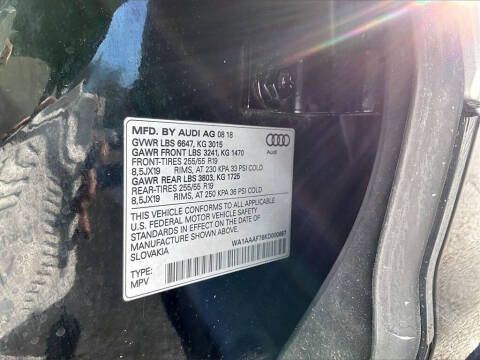 MFD. BY AUDI AG 08 18
GVWR LBS 6647, KG 3015
GAWR FRONT LBS 3241, KG 1470
FRONT-TIRES 255/55 R19
8,5JX19 RIMS, AT 230 KPA 33 PSI COLD
GAWR REAR LBS 3803, KG 1725
REAR-TIRES 255/55 R19
8,5JX19 RIMS, AT 250 KPA 36 PSI COLD
Audi
THIS VEHICLE CONFORMS TO ALL APPLICABLE
U.S. FEDERAL MOTOR VEHICLE SAFETY
STANDARDS IN EFFECT ON THE DATE OF
MANUFACTURE SHOWN ABOVE.
SLOVAKIA
TYPE:
MPV